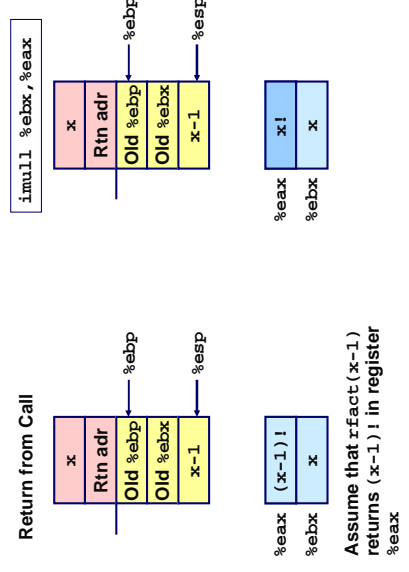 Return from Call
x
Rtn adr
Old %ebp
Old %ebx
x-1
%ebp
%esp
%eax
(x-1)!
%ebx
x
Assume that rfact(x-1)
returns (x-1)! in register
%eax
imull %ebx,%eax
x
Rtn adr
Old %ebp
Old %ebx
x-1
%ebp
%esp
%eax
x!
%ebx
x